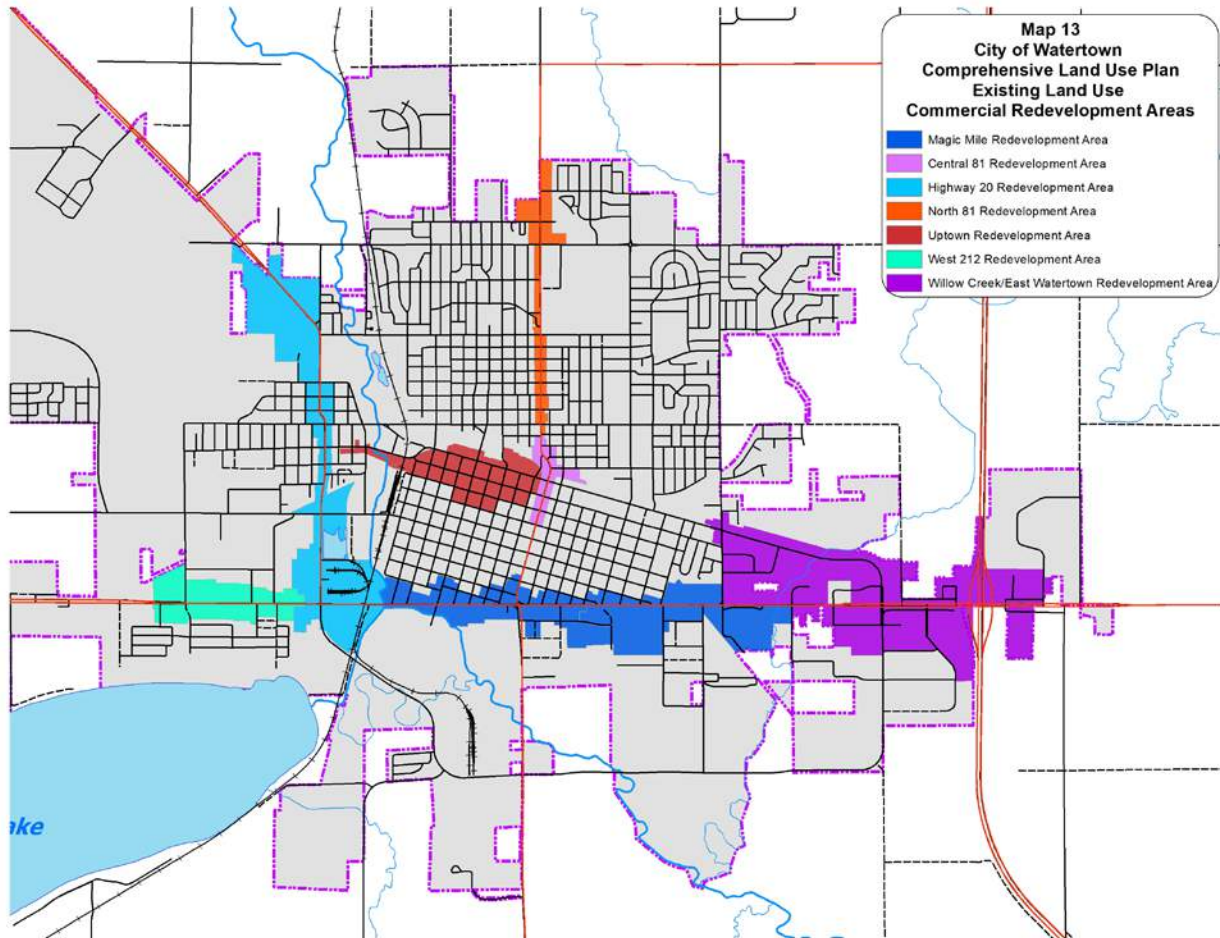 Map 13
City of Watertown
Comprehensive Land Use Plan
Existing Land Use
Commercial Redevelopment Areas
Magic Mile Redevelopment Area
Central 81 Redevelopment Area
Highway 20 Redevelopment Area
North 81 Redevelopment Area
Uptown Redevelopment Area
West 212 Redevelopment Area
Willow Creek/East Watertown Redevelopment Area
ake